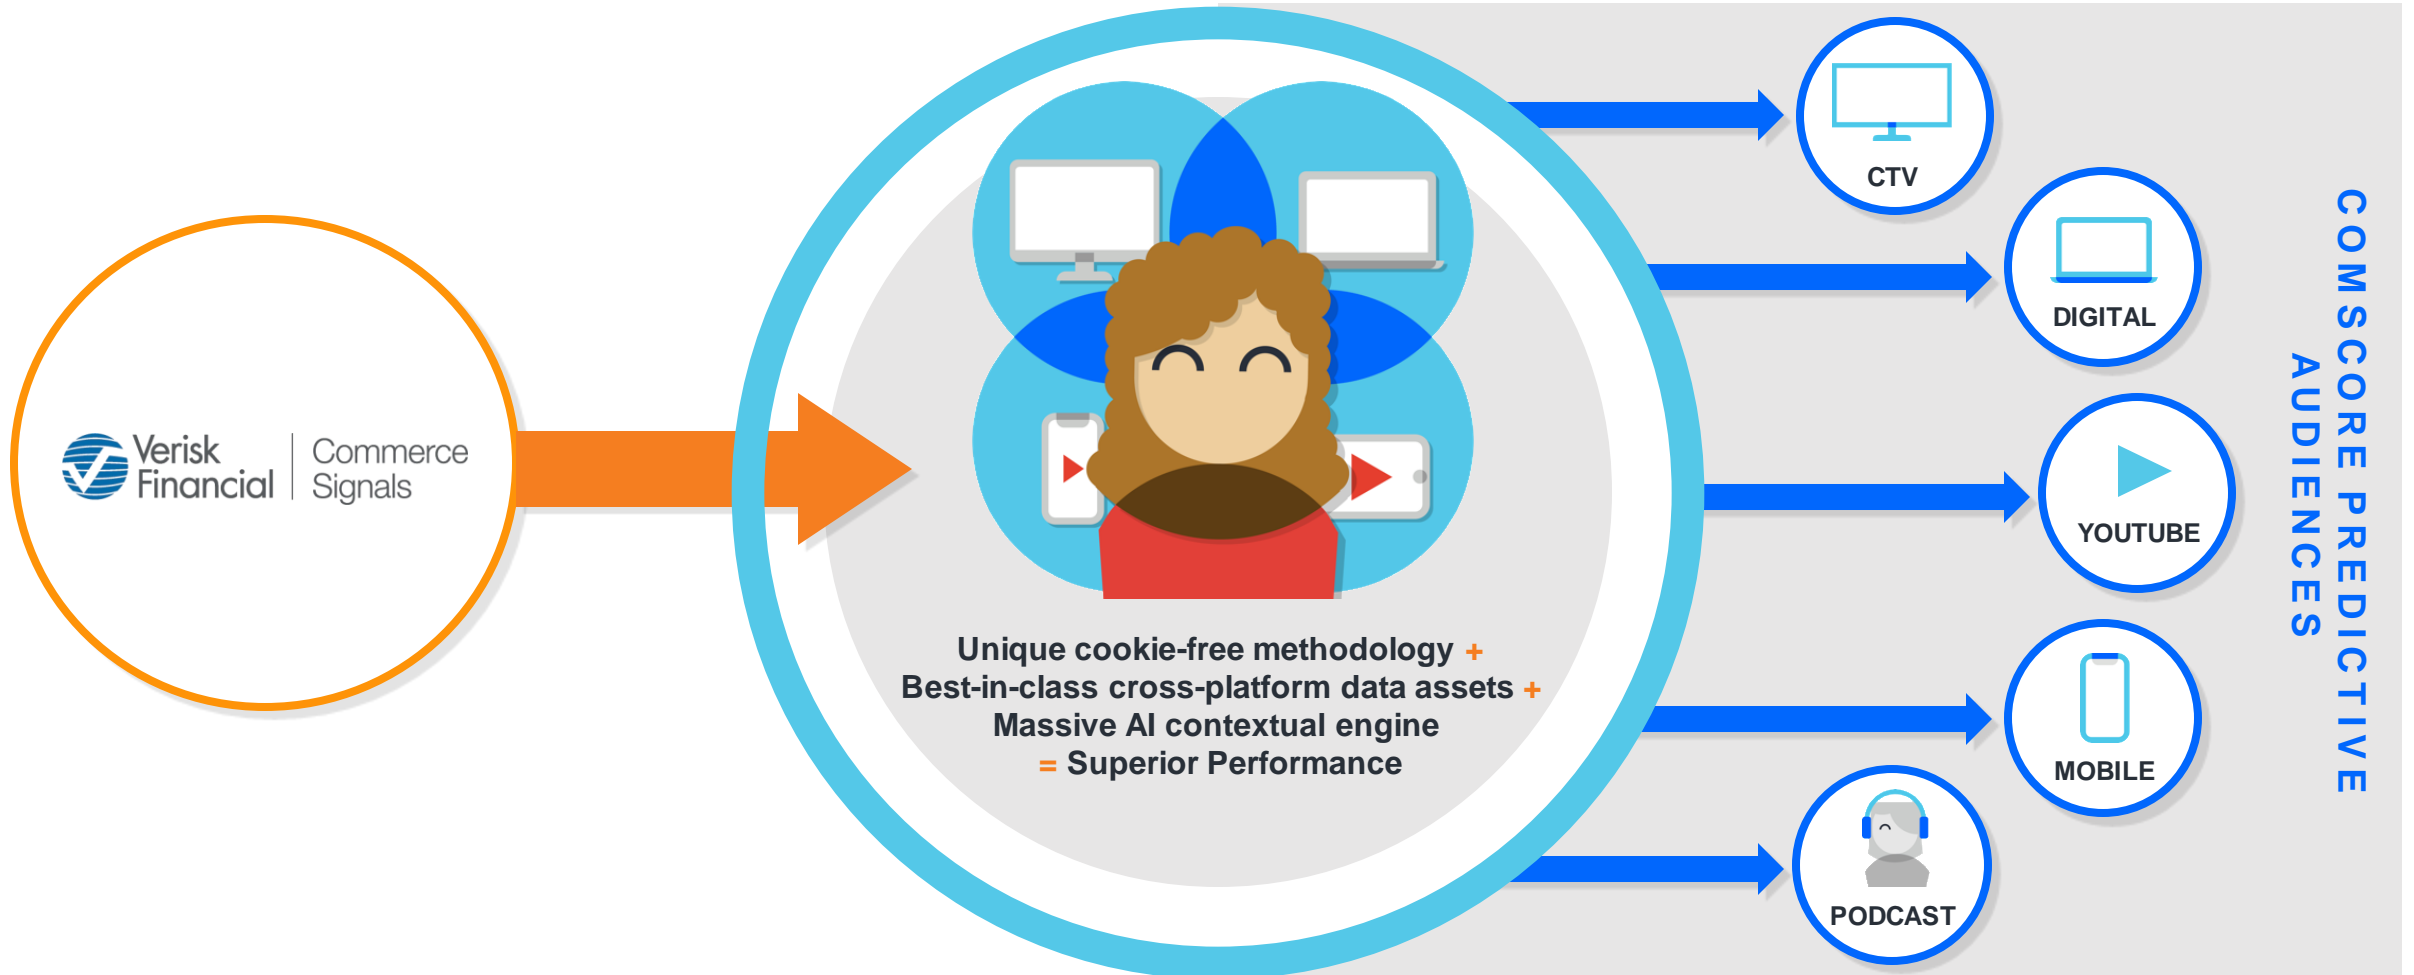 Verisk
Financial
Commerce
Signals
Unique cookie-free methodology +
Best-in-class cross-platform data assets +
Massive AI contextual engine
= Superior Performance
CTV
DIGITAL
YOUTUBE
MOBILE
PODCAST
COMSCORE PREDICTIVE
AUDIENCES